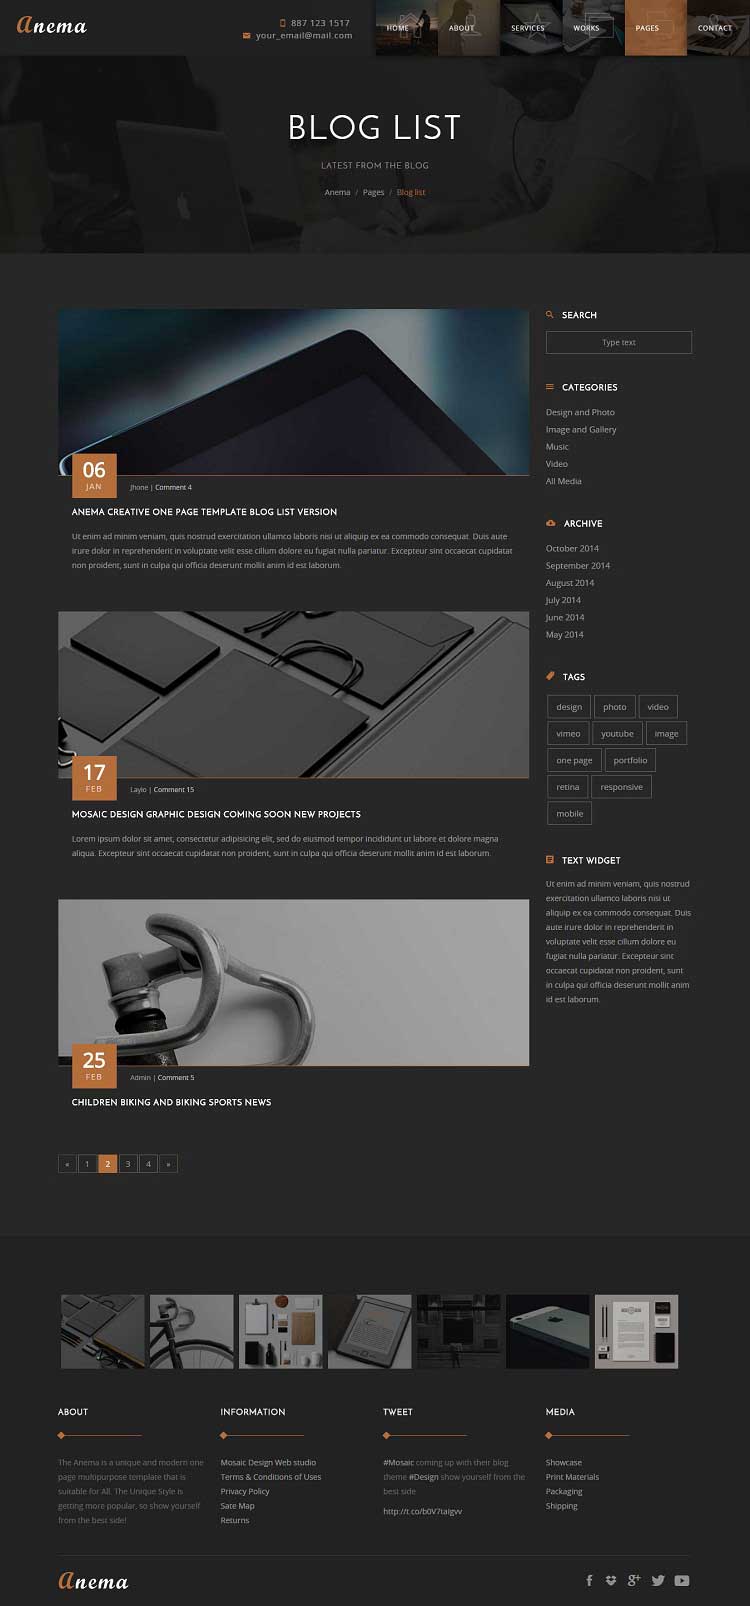 Anema
887 123 1517
your_email@mail.com
HOME
ABOUT
SERVICES
WORKS
PAGES
CONTACT
BLOG LIST
LATEST FROM THE BLOG
Anema / Pages / Blog list
06
JAN
Jhone | Comment 4
ANEMA CREATIVE ONE PAGE TEMPLATE BLOG LIST VERSION
Ut enim ad minim veniam, quis nostrud exercitation ullamco laboris nisi ut aliquip ex ea commodo consequat. Duis aute
irure dolor in reprehenderit in voluptate velit esse cillum dolore eu fugiat nulla pariatur. Excepteur sint occaecat cupidatat
non proident, sunt in culpa qui officia deserunt mollit anim id est laborum.
17
FEB
Laylo | Comment 15
MOSAIC DESIGN GRAPHIC DESIGN COMING SOON NEW PROJECTS
Lorem ipsum dolor sit amet, consectetur adipisicing elit, sed do eiusmod tempor incididunt ut labore et dolore magna
aliqua. Excepteur sint occaecat cupidatat non proident, sunt in culpa qui officia deserunt mollit anim id est laborum.
25
FEB
Admin | Comment 5
CHILDREN BIKING AND BIKING SPORTS NEWS
« 1 2 3 4 »
SEARCH
Type text
CATEGORIES
Design and Photo
Image and Gallery
Music
Video
All Media
ARCHIVE
October 2014
September 2014
August 2014
July 2014
June 2014
May 2014
TAGS
design photo video
vimeo youtube image
one page portfolio
retina responsive
mobile
TEXT WIDGET
Ut enim ad minim veniam, quis nostrud
exercitation ullamco laboris nisi ut
aliquip ex ea commodo consequat. Duis
aute irure dolor in reprehenderit in
voluptate velit esse cillum dolore eu
fugiat nulla pariatur. Excepteur sint
occaecat cupidatat non proident, sunt
in culpa qui officia deserunt mollit anim
id est laborum.
ABOUT
The Anema is a unique and modern one
page multipurpose template that is
suitable for All. The Unique Style is
getting more popular, so show yourself
from the best side!
INFORMATION
Mosaic Design Web studio
Terms & Conditions of Uses
Privacy Policy
Sate Map
Returns
TWEET
#Mosaic coming up with their blog
theme #Design show yourself from the
best side
http://t.co/b0V7taIgvv
MEDIA
Showcase
Print Materials
Packaging
Shipping
Anema